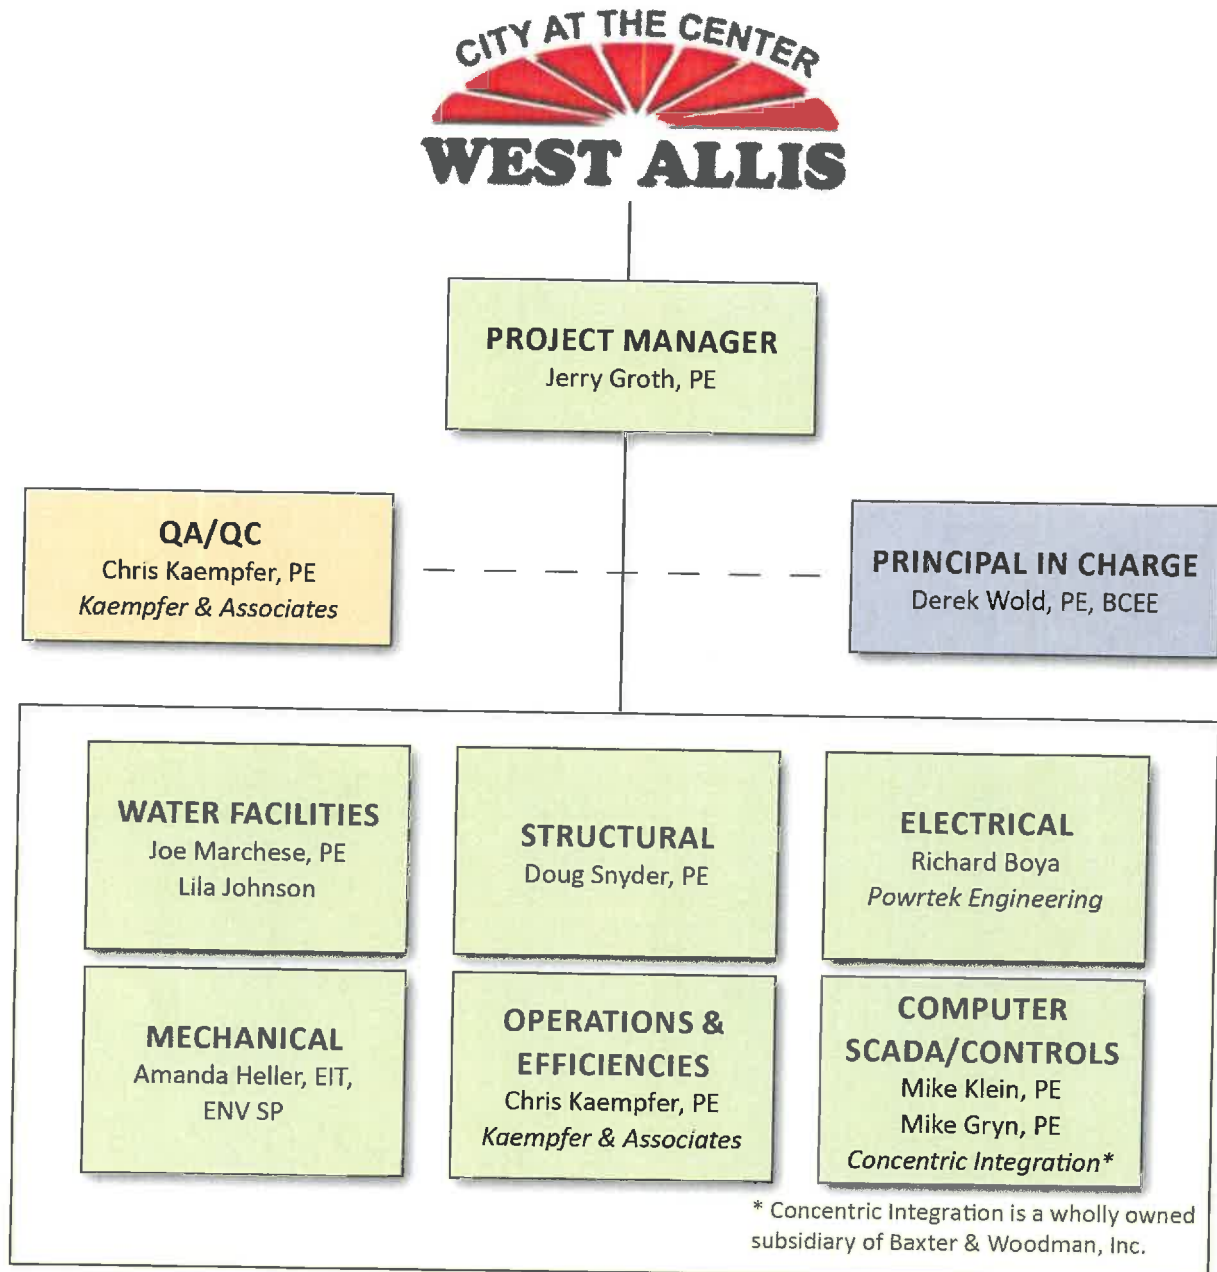 CITY AT THE CENTER
WEST ALLIS
PROJECT MANAGER
Jerry Groth, PE
QA/QC
Chris Kaempfer, PE
Kaempfer & Associates
PRINCIPAL IN CHARGE
Derek Wold, PE, BCEE
WATER FACILITIES
Joe Marchese, PE
Lila Johnson
STRUCTURAL
Doug Snyder, PE
ELECTRICAL
Richard Boya
Powrtek Engineering
MECHANICAL
Amanda Heller, EIT,
ENV SP
OPERATIONS &
EFFICIENCIES
Chris Kaempfer, PE
Kaempfer & Associates
COMPUTER
SCADA/CONTROLS
Mike Klein, PE
Mike Gryn, PE
Concentric Integration*
* Concentric Integration is a wholly owned
subsidiary of Baxter & Woodman, Inc.